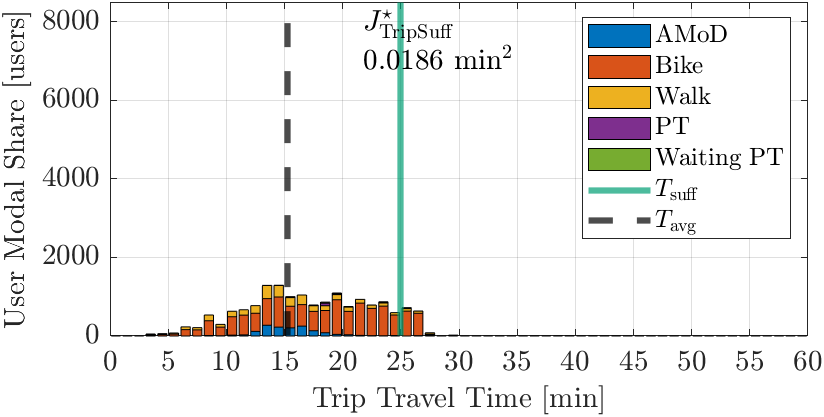 J⋆TripSuff
0.0186 min²
User Modal Share [users]
8000
6000
4000
2000
0
0 5 10 15 20 25 30 35 40 45 50 55 60
Trip Travel Time [min]
AMoD
Bike
Walk
PT
Waiting PT
Tsuff
Tavg